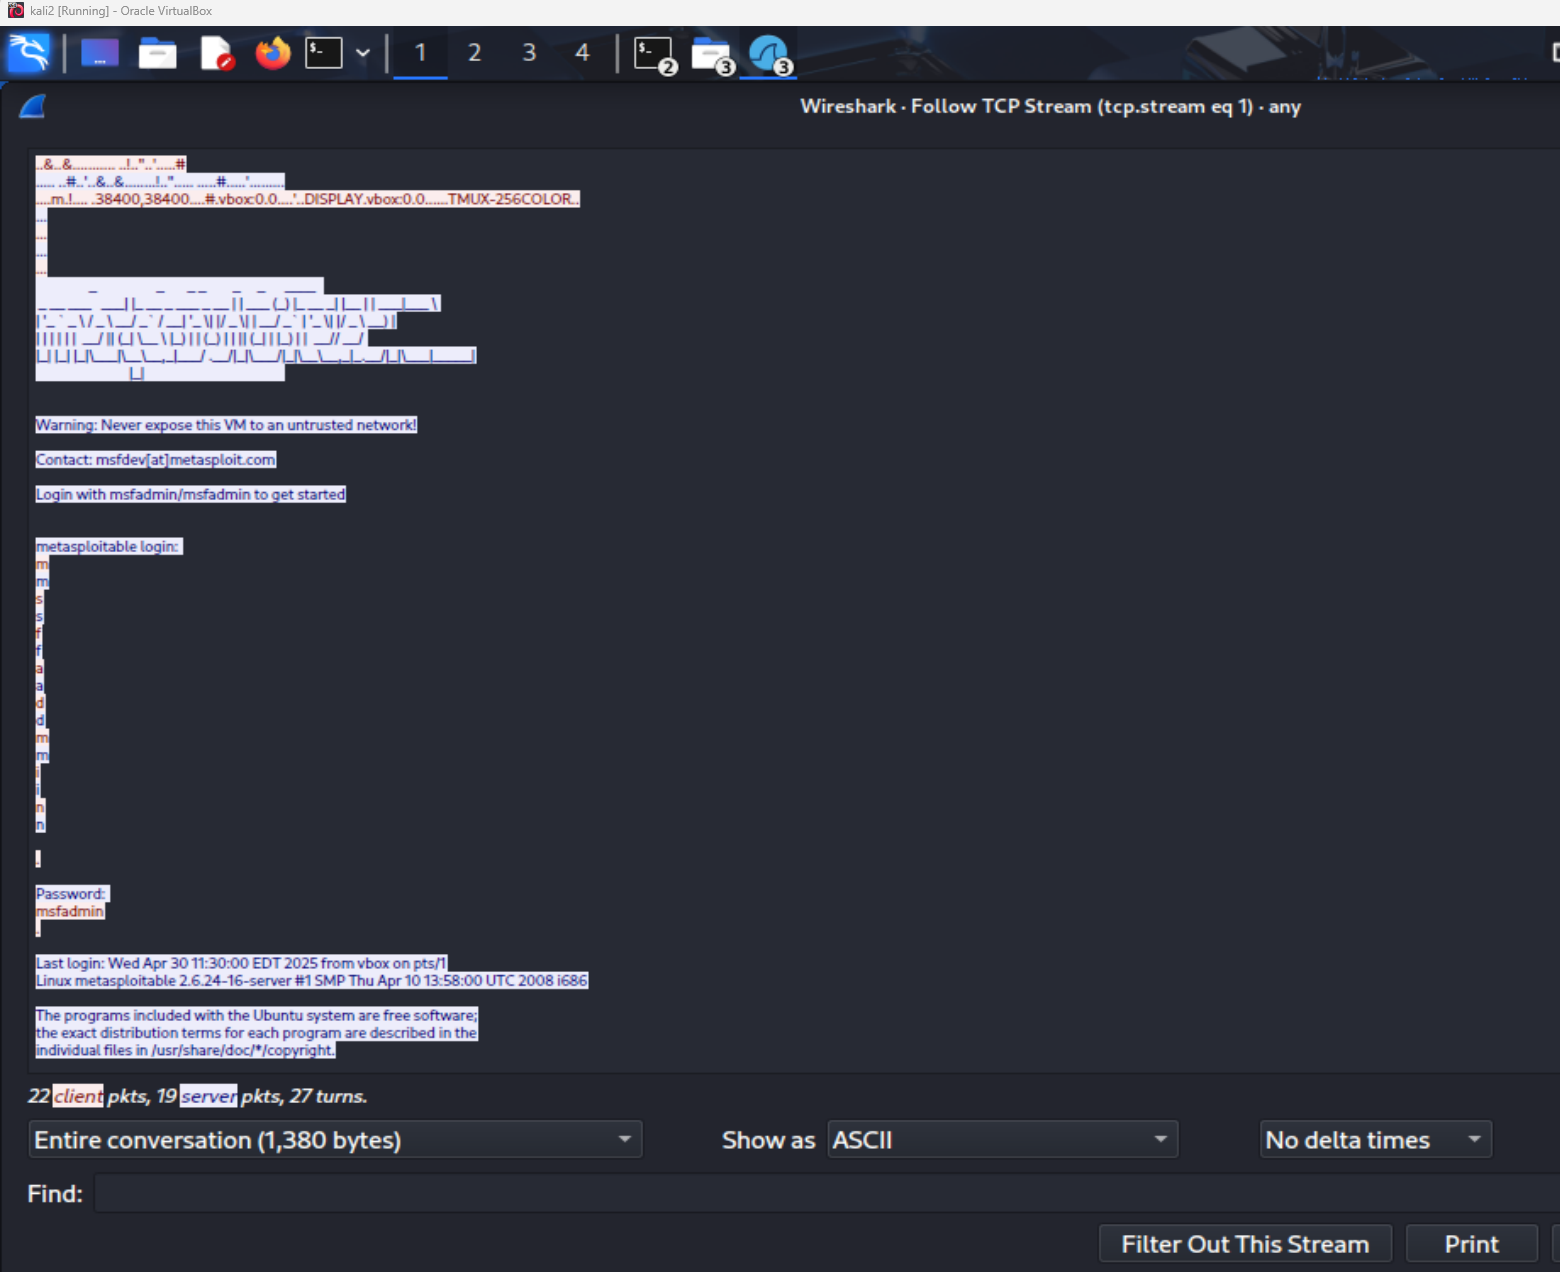 kali2 [Running] - Oracle VirtualBox
1 2 3 4 2 3 3
Wireshark · Follow TCP Stream (tcp.stream eq 1) · any
..&..&............ ..!.."..'.....#
..... ..#..'..&..&........!.."..... .....#.....'..........
....m.!.... .38400,38400....#.vbox:0.0....'..DISPLAY.vbox:0.0......TMUX-256COLOR..
...
...
...
...
Warning: Never expose this VM to an untrusted network!
Contact: msfdev[at]metasploit.com
Login with msfadmin/msfadmin to get started
metasploitable login:
m
m
s
s
f
f
a
a
d
d
m
m
i
i
n
n
.
Password:
msfadmin
.
Last login: Wed Apr 30 11:30:00 EDT 2025 from vbox on pts/1
Linux metasploitable 2.6.24-16-server #1 SMP Thu Apr 10 13:58:00 UTC 2008 i686
The programs included with the Ubuntu system are free software;
the exact distribution terms for each program are described in the
individual files in /usr/share/doc/*/copyright.
22 client pkts, 19 server pkts, 27 turns.
Entire conversation (1,380 bytes) Show as ASCII No delta times
Find:
Filter Out This Stream Print